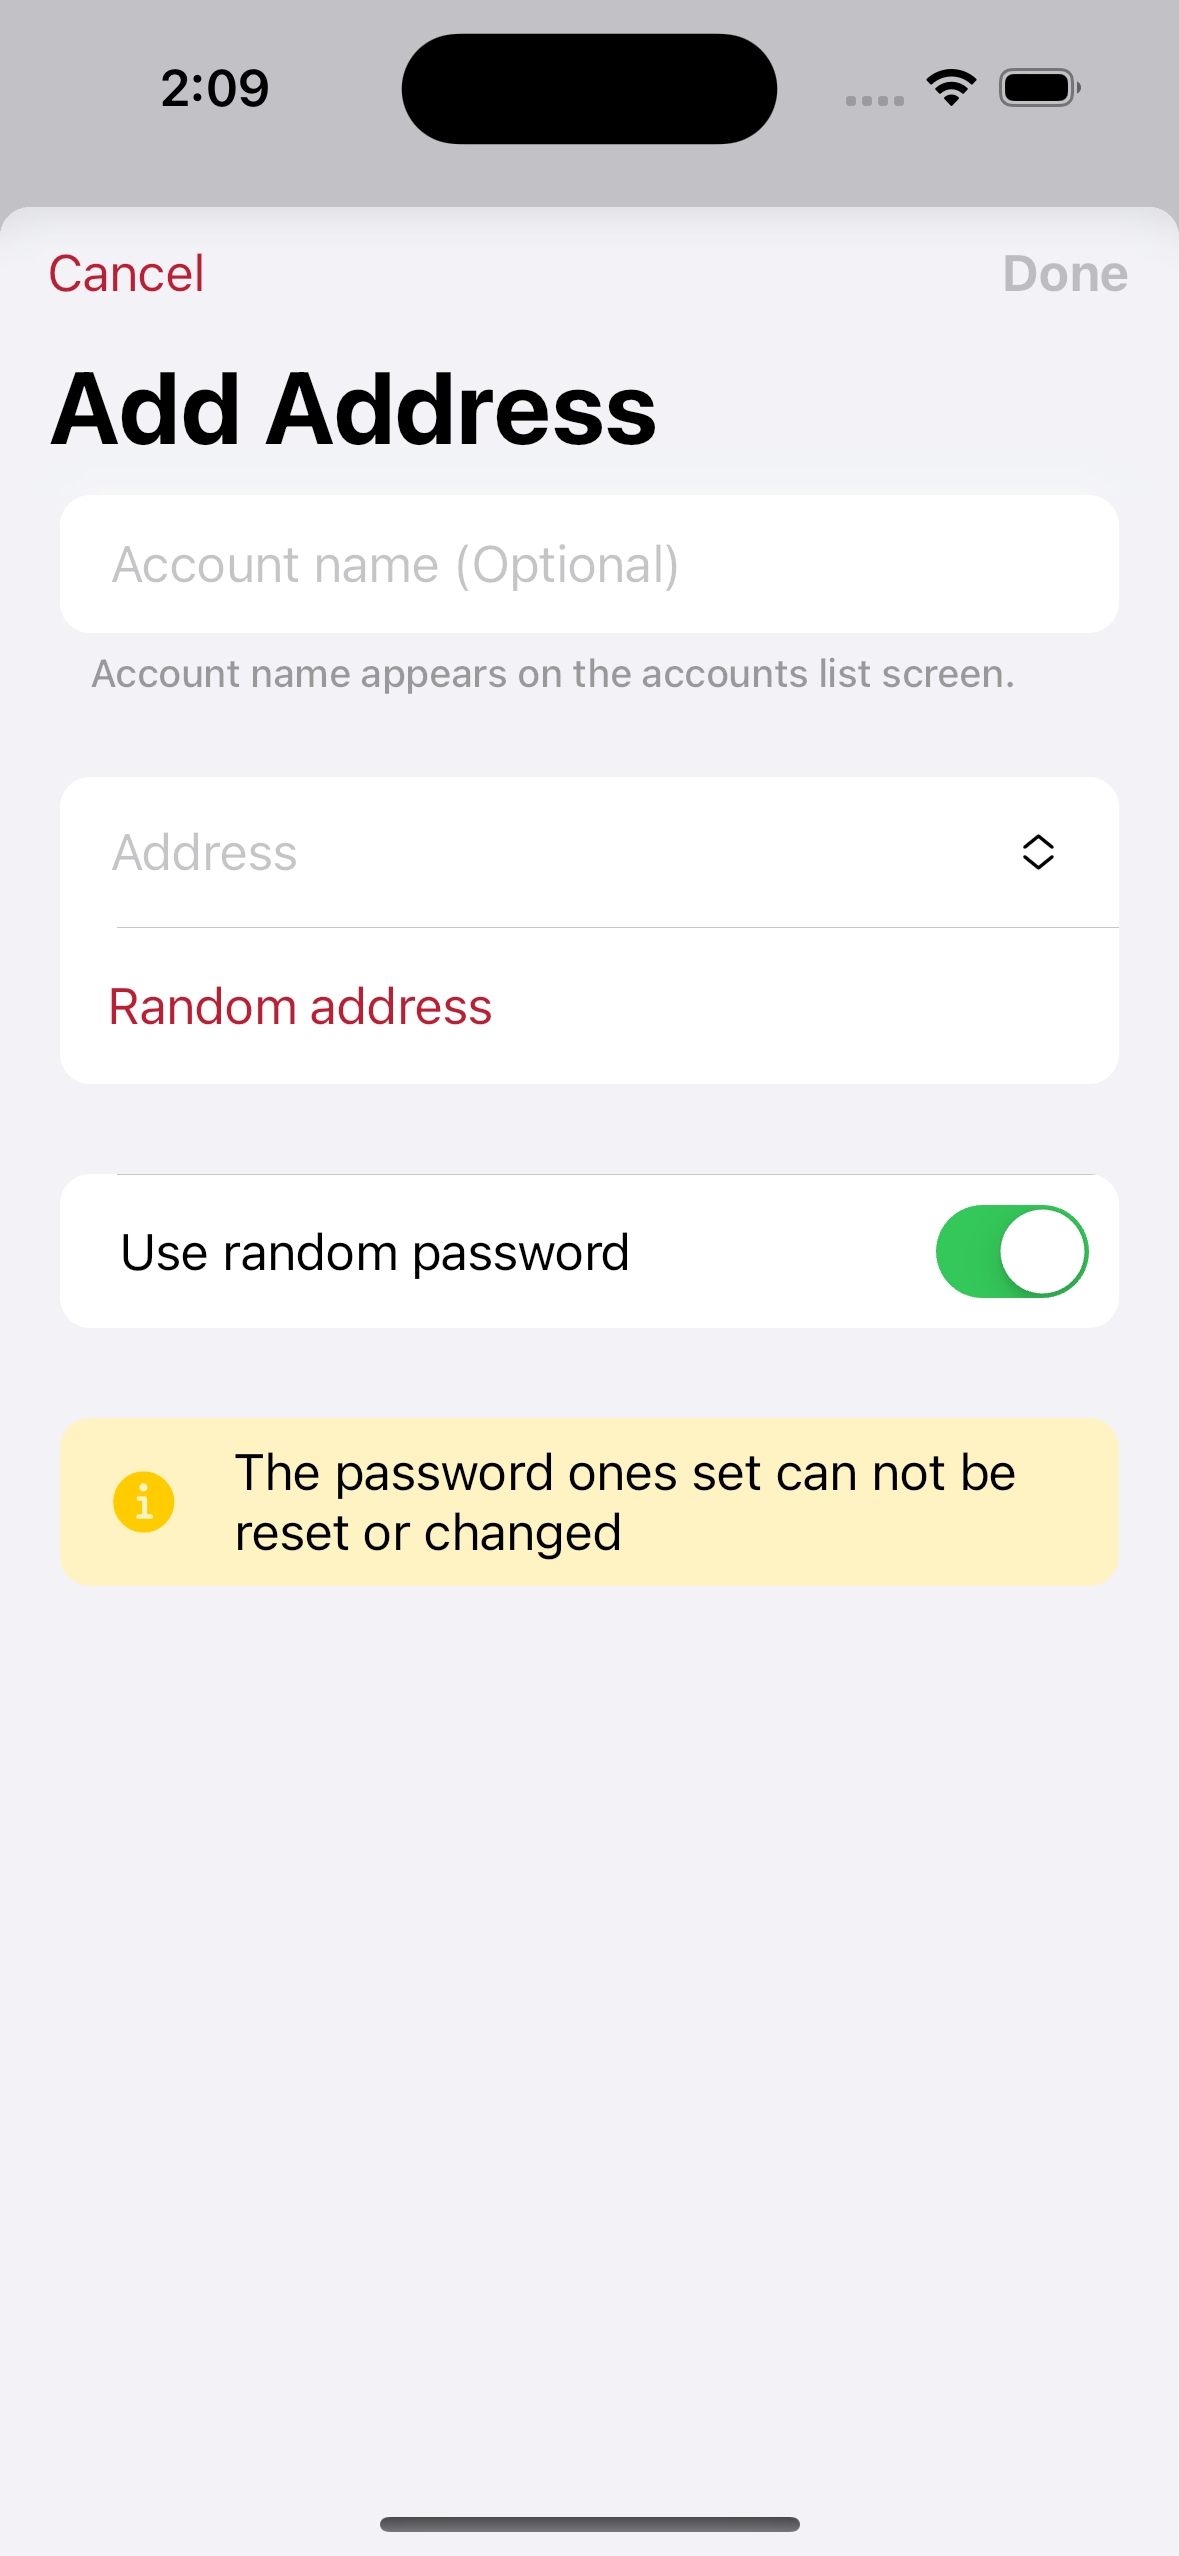 2:09
Cancel
Done
Add Address
Account name (Optional)
Account name appears on the accounts list screen.
Address
Random address
Use random password
The password ones set can not be
reset or changed